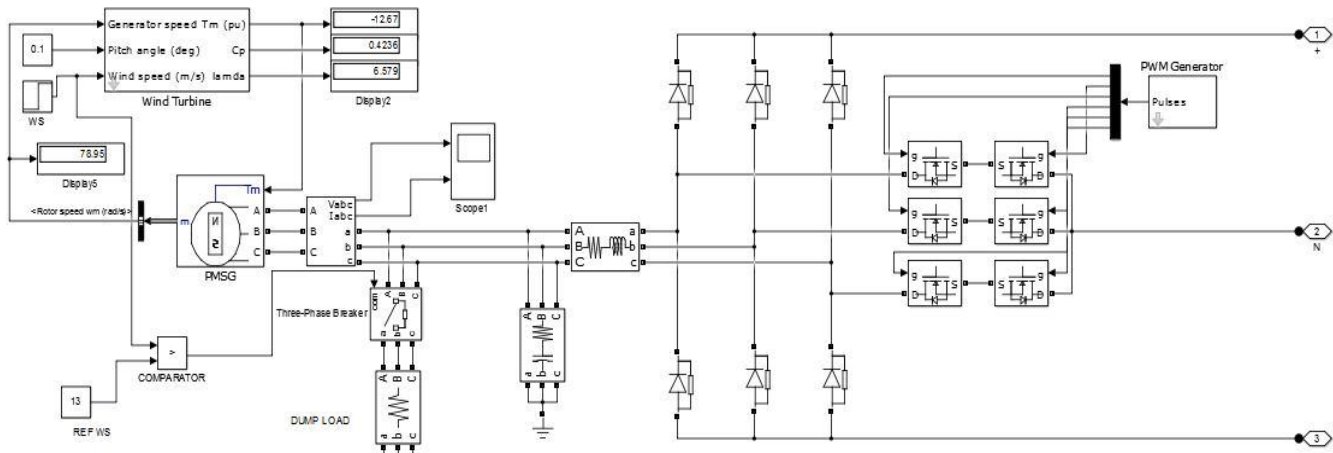 Generator speed Tm (pu)
Pitch angle (deg) Cp
Wind speed (m/s) lamda
Wind Turbine
0.1
WS
-12.67
0.4236
6.579
Display2
78.95
Display5
<Rotor speed wm (rad/s)>
Tm
m
A
B
C
N
S
PMSG
Vabc
Iabc
A
B
C
a
b
c
Scope1
com
A B C
a b c
Three-Phase Breaker
>
COMPARATOR
13
REF WS
A B C
a b c
DUMP LOAD
A B C
a b c
A a
B b
C c
PWM Generator
Pulses
g D S
S g D
g D S
S g D
g D S
S g D
1
+
2
N
3